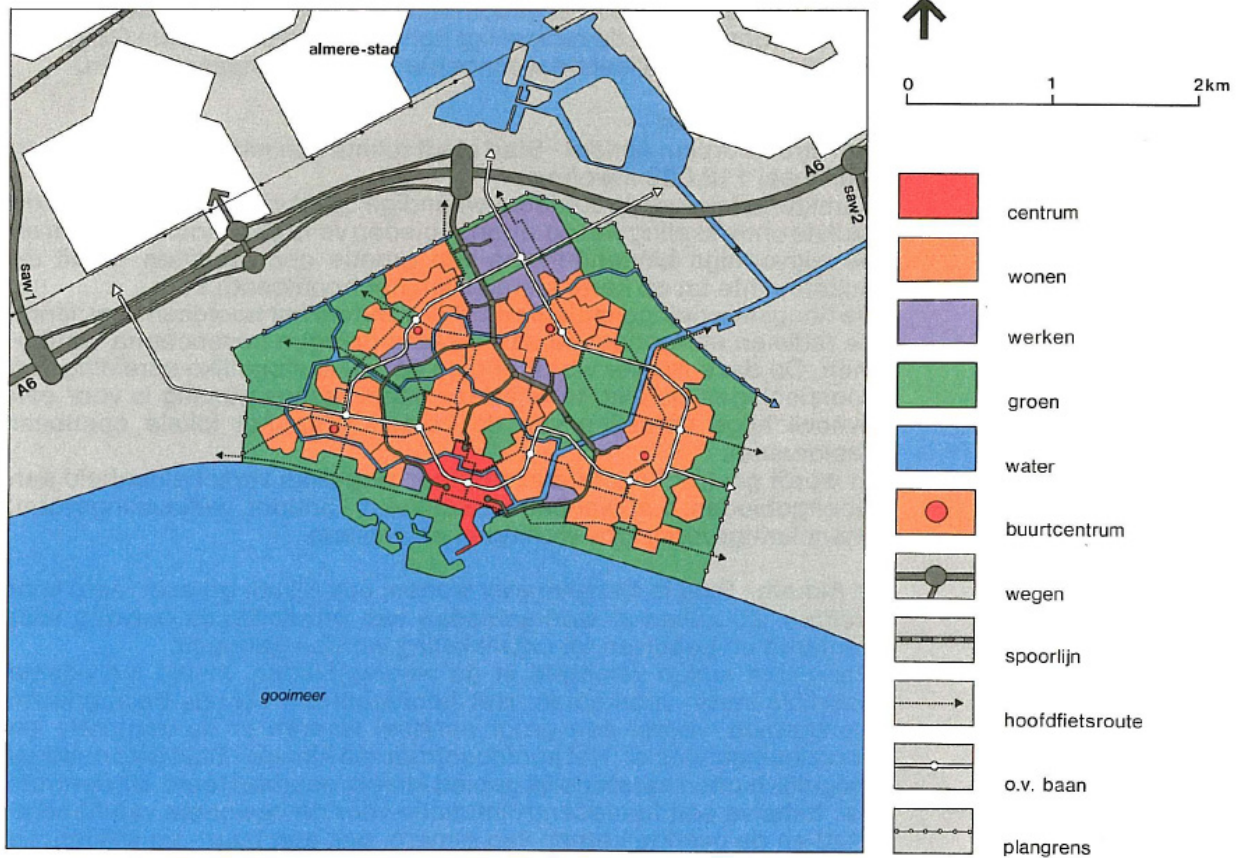 almere-stad
A6
saw2
saw1
A6
gooimeer
0 1 2km
centrum
wonen
werken
groen
water
buurtcentrum
wegen
spoorlijn
hoofdfietsroute
o.v. baan
plangrens